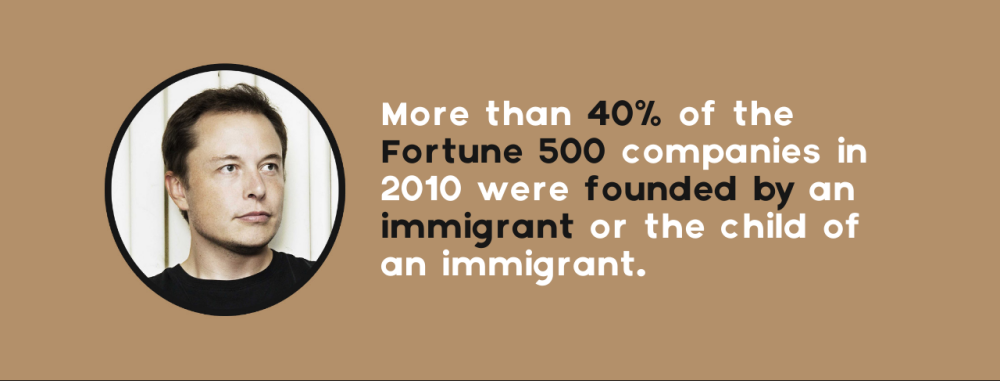 More than 40% of the
Fortune 500 companies in
2010 were founded by an
immigrant or the child of
an immigrant.